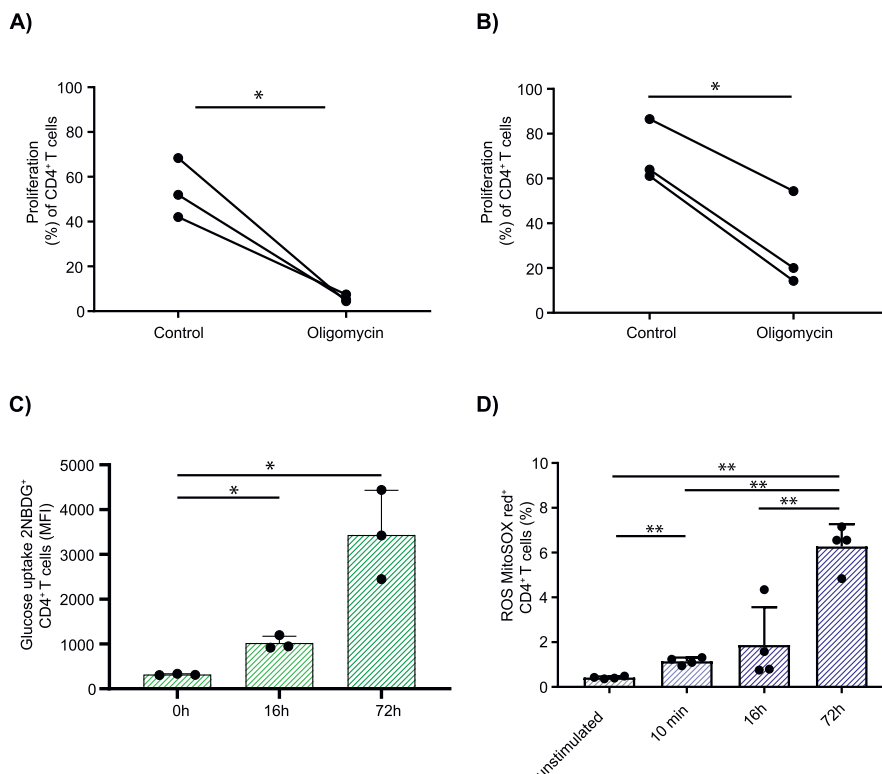 A)
Proliferation
(%) of CD4⁺ T cells
100
80
60
40
20
0
*
Control
Oligomycin
B)
Proliferation
(%) of CD4⁺ T cells
100
80
60
40
20
0
*
Control
Oligomycin
C)
Glucose uptake 2NBDG⁺
CD4⁺ T cells (MFI)
5000
4000
3000
2000
1000
0
*
*
0h
16h
72h
D)
ROS MitoSOX red⁺
CD4⁺ T cells (%)
10
8
6
4
2
0
**
**
**
**
unstimulated
10 min
16h
72h